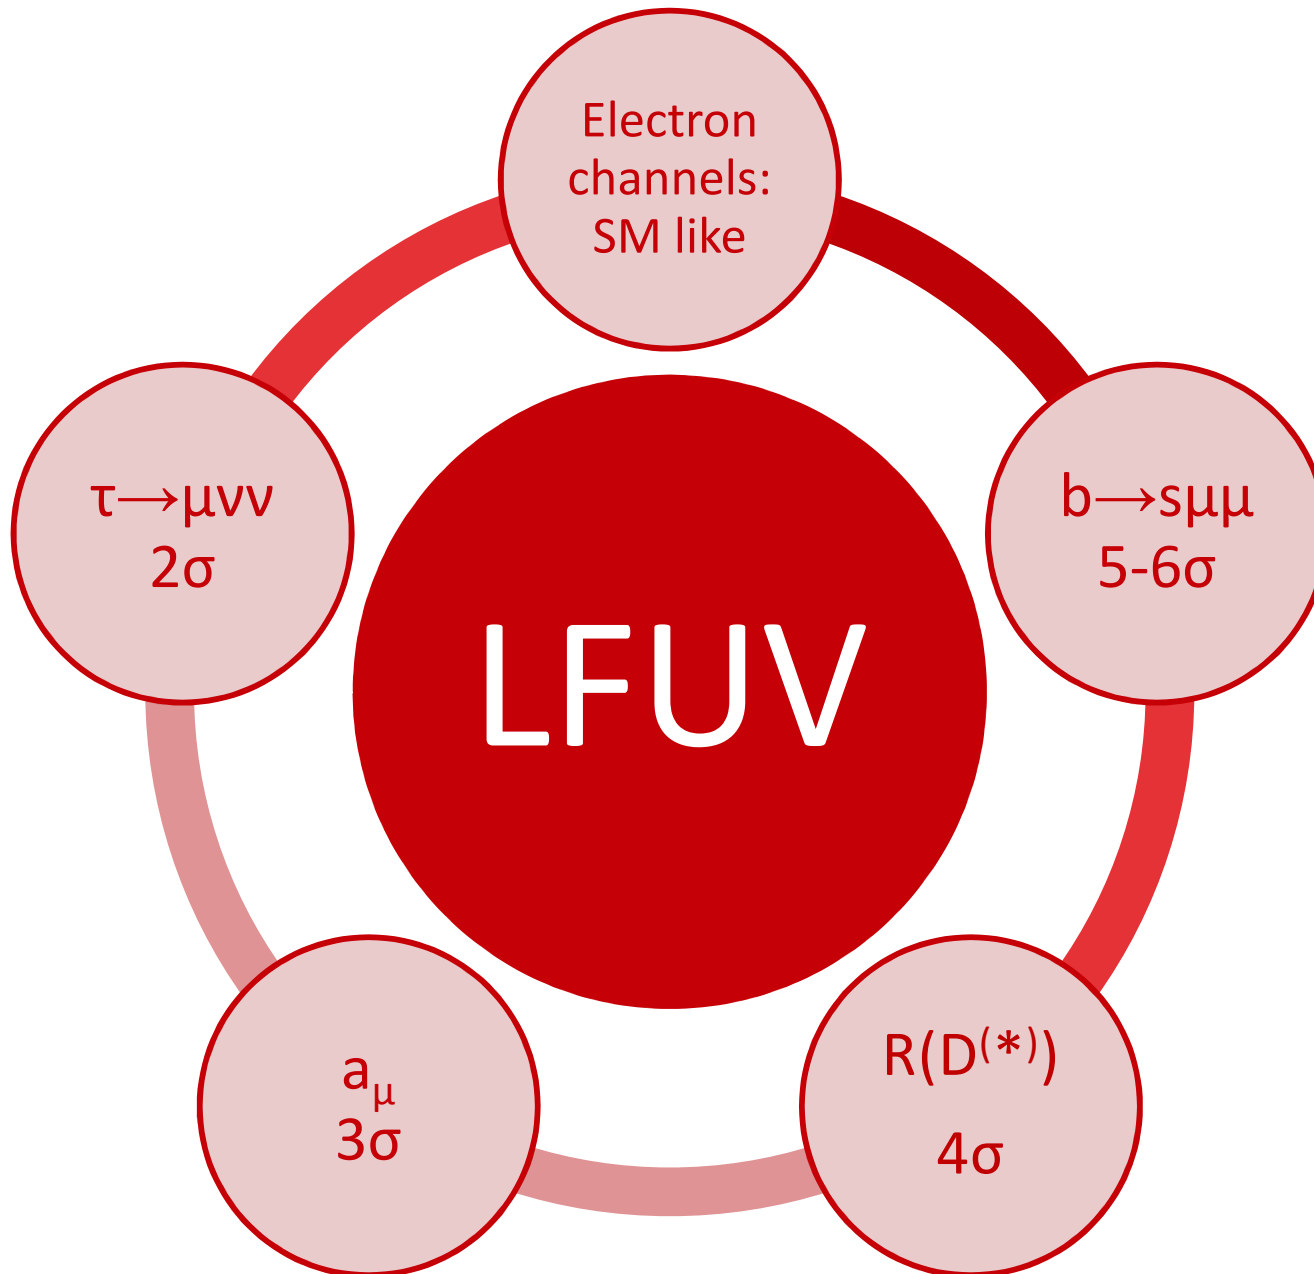 Electron
channels:
SM like
τ→μνν
2σ
b→sμμ
5-6σ
LFUV
aμ
3σ
R(D(*))
4σ